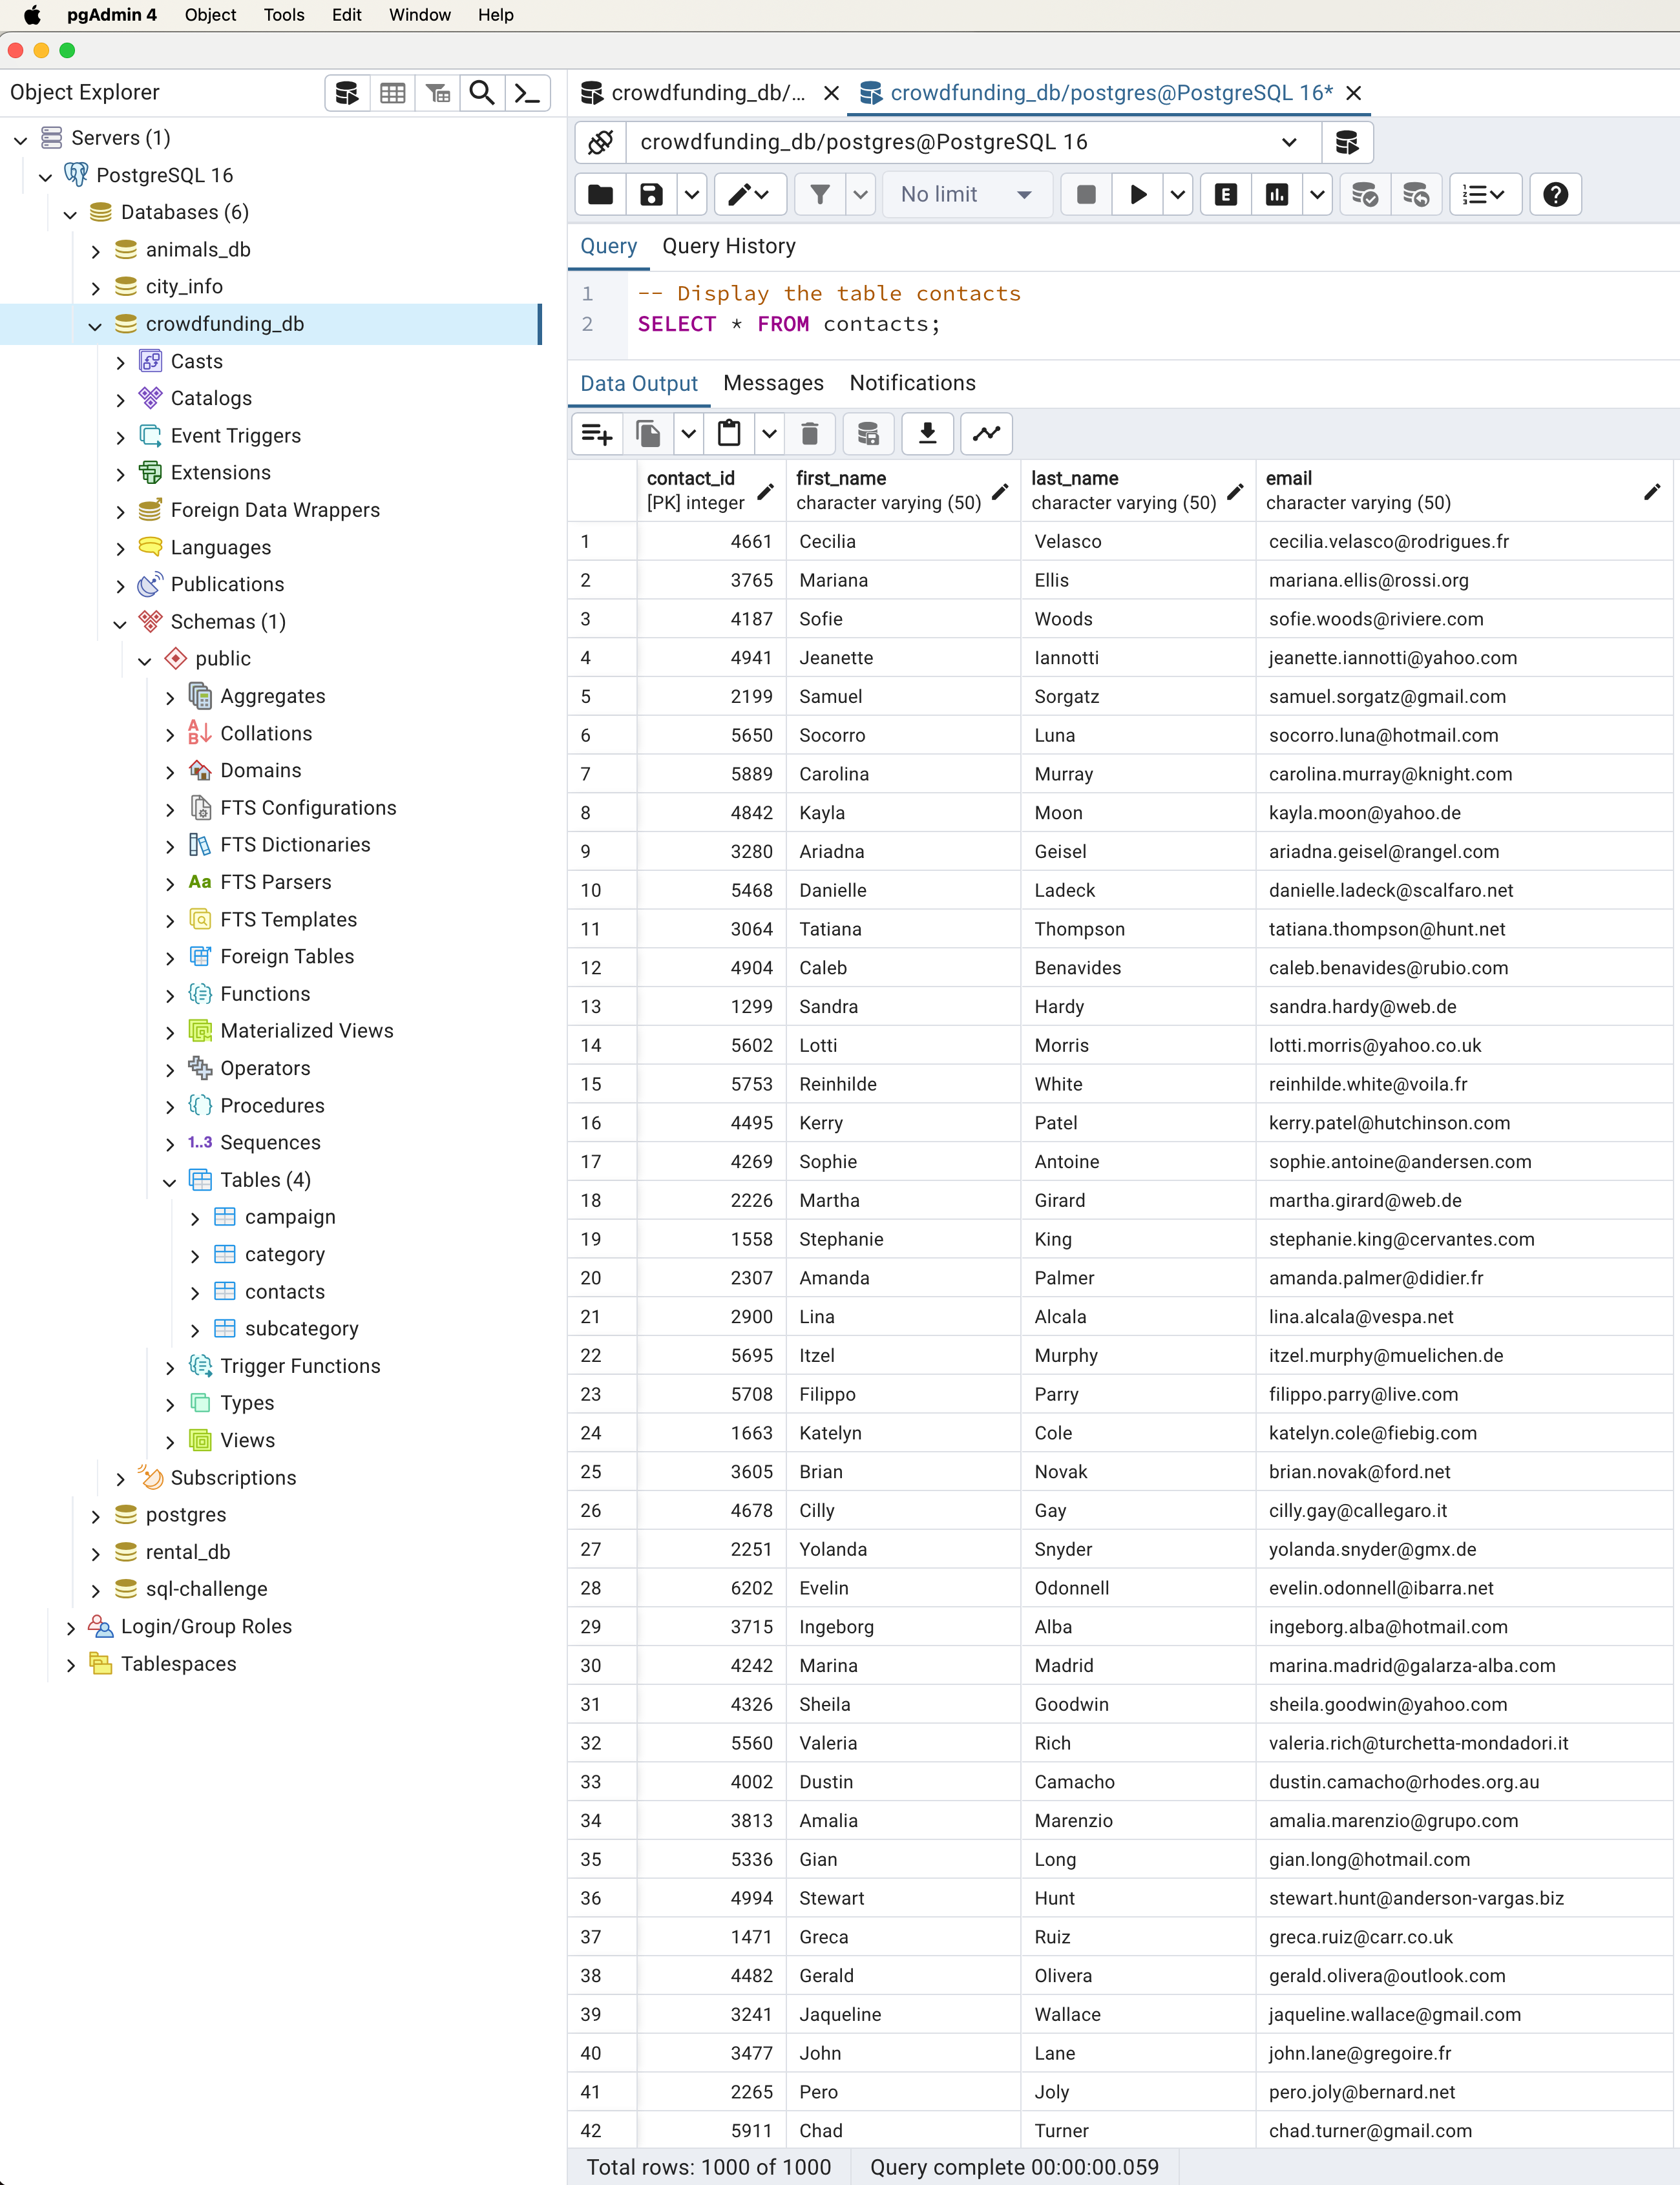 pgAdmin 4 Object Tools Edit Window Help
Object Explorer
Servers (1)
PostgreSQL 16
Databases (6)
animals_db
city_info
crowdfunding_db
Casts
Catalogs
Event Triggers
Extensions
Foreign Data Wrappers
Languages
Publications
Schemas (1)
public
Aggregates
Collations
Domains
FTS Configurations
FTS Dictionaries
Aa FTS Parsers
FTS Templates
Foreign Tables
Functions
Materialized Views
Operators
Procedures
1..3 Sequences
Tables (4)
campaign
category
contacts
subcategory
Trigger Functions
Types
Views
Subscriptions
postgres
rental_db
sql-challenge
Login/Group Roles
Tablespaces
crowdfunding_db/... crowdfunding_db/postgres@PostgreSQL 16*
crowdfunding_db/postgres@PostgreSQL 16
No limit E
Query Query History
1 -- Display the table contacts
2 SELECT * FROM contacts;
Data Output Messages Notifications
contact_id first_name last_name email
[PK] integer character varying (50) character varying (50) character varying (50)
1 4661 Cecilia Velasco cecilia.velasco@rodrigues.fr
2 3765 Mariana Ellis mariana.ellis@rossi.org
3 4187 Sofie Woods sofie.woods@riviere.com
4 4941 Jeanette Iannotti jeanette.iannotti@yahoo.com
5 2199 Samuel Sorgatz samuel.sorgatz@gmail.com
6 5650 Socorro Luna socorro.luna@hotmail.com
7 5889 Carolina Murray carolina.murray@knight.com
8 4842 Kayla Moon kayla.moon@yahoo.de
9 3280 Ariadna Geisel ariadna.geisel@rangel.com
10 5468 Danielle Ladeck danielle.ladeck@scalfaro.net
11 3064 Tatiana Thompson tatiana.thompson@hunt.net
12 4904 Caleb Benavides caleb.benavides@rubio.com
13 1299 Sandra Hardy sandra.hardy@web.de
14 5602 Lotti Morris lotti.morris@yahoo.co.uk
15 5753 Reinhilde White reinhilde.white@voila.fr
16 4495 Kerry Patel kerry.patel@hutchinson.com
17 4269 Sophie Antoine sophie.antoine@andersen.com
18 2226 Martha Girard martha.girard@web.de
19 1558 Stephanie King stephanie.king@cervantes.com
20 2307 Amanda Palmer amanda.palmer@didier.fr
21 2900 Lina Alcala lina.alcala@vespa.net
22 5695 Itzel Murphy itzel.murphy@muelichen.de
23 5708 Filippo Parry filippo.parry@live.com
24 1663 Katelyn Cole katelyn.cole@fiebig.com
25 3605 Brian Novak brian.novak@ford.net
26 4678 Cilly Gay cilly.gay@callegaro.it
27 2251 Yolanda Snyder yolanda.snyder@gmx.de
28 6202 Evelin Odonnell evelin.odonnell@ibarra.net
29 3715 Ingeborg Alba ingeborg.alba@hotmail.com
30 4242 Marina Madrid marina.madrid@galarza-alba.com
31 4326 Sheila Goodwin sheila.goodwin@yahoo.com
32 5560 Valeria Rich valeria.rich@turchetta-mondadori.it
33 4002 Dustin Camacho dustin.camacho@rhodes.org.au
34 3813 Amalia Marenzio amalia.marenzio@grupo.com
35 5336 Gian Long gian.long@hotmail.com
36 4994 Stewart Hunt stewart.hunt@anderson-vargas.biz
37 1471 Greca Ruiz greca.ruiz@carr.co.uk
38 4482 Gerald Olivera gerald.olivera@outlook.com
39 3241 Jaqueline Wallace jaqueline.wallace@gmail.com
40 3477 John Lane john.lane@gregoire.fr
41 2265 Pero Joly pero.joly@bernard.net
42 5911 Chad Turner chad.turner@gmail.com
Total rows: 1000 of 1000 Query complete 00:00:00.059